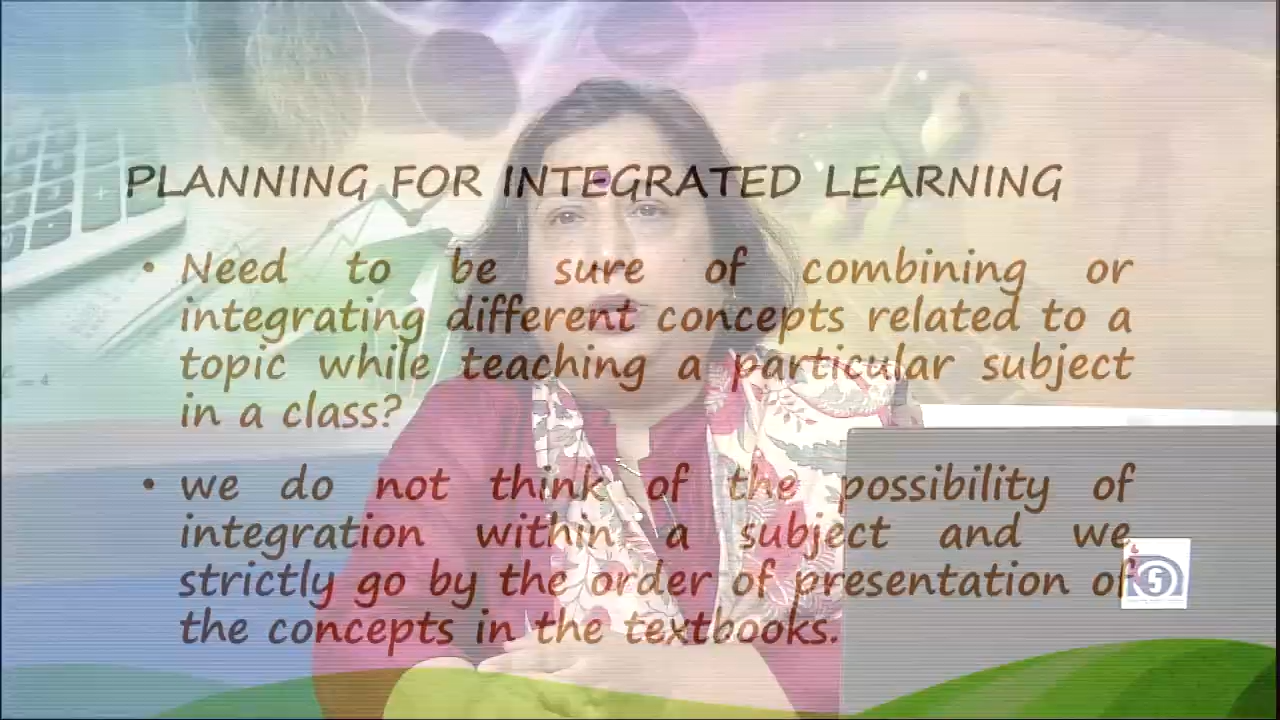 PLANNING FOR INTEGRATED LEARNING
• Need to be sure of combining or
integrating different concepts related to a
topic while teaching a particular subject
in a class?
• we do not think of the possibility of
integration within a subject and we
strictly go by the order of presentation of
the concepts in the textbooks.